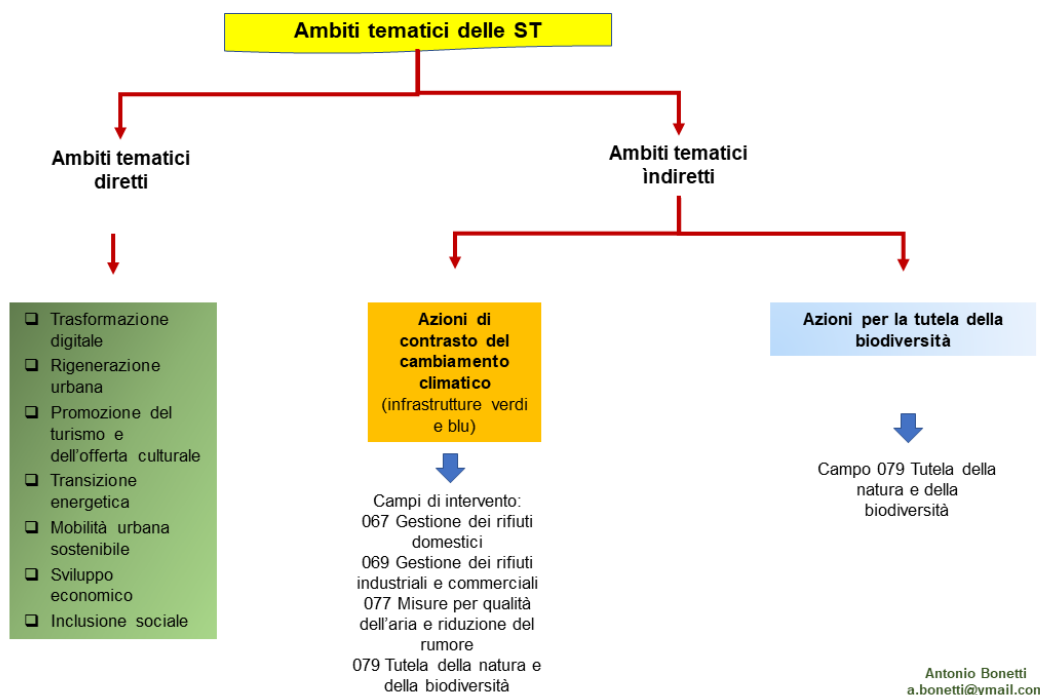 Ambiti tematici delle ST
Ambiti tematici
diretti
Ambiti tematici
ìndiretti
Trasformazione
digitale
Rigenerazione
urbana
Promozione del
turismo e
dell'offerta culturale
Transizione
energetica
Mobilità urbana
sostenibile
Sviluppo
economico
Inclusione sociale
Azioni di
contrasto del
cambiamento
climatico
(infrastrutture verdi
e blu)
Campi di intervento:
067 Gestione dei rifiuti
domestici
069 Gestione dei rifiuti
industriali e commerciali
077 Misure per qualità
dell'aria e riduzione del
rumore
079 Tutela della natura e
della biodiversità
Azioni per la tutela della
biodiversità
Campo 079 Tutela della
natura e della
biodiversità
Antonio Bonetti
a.bonetti@ymail.com